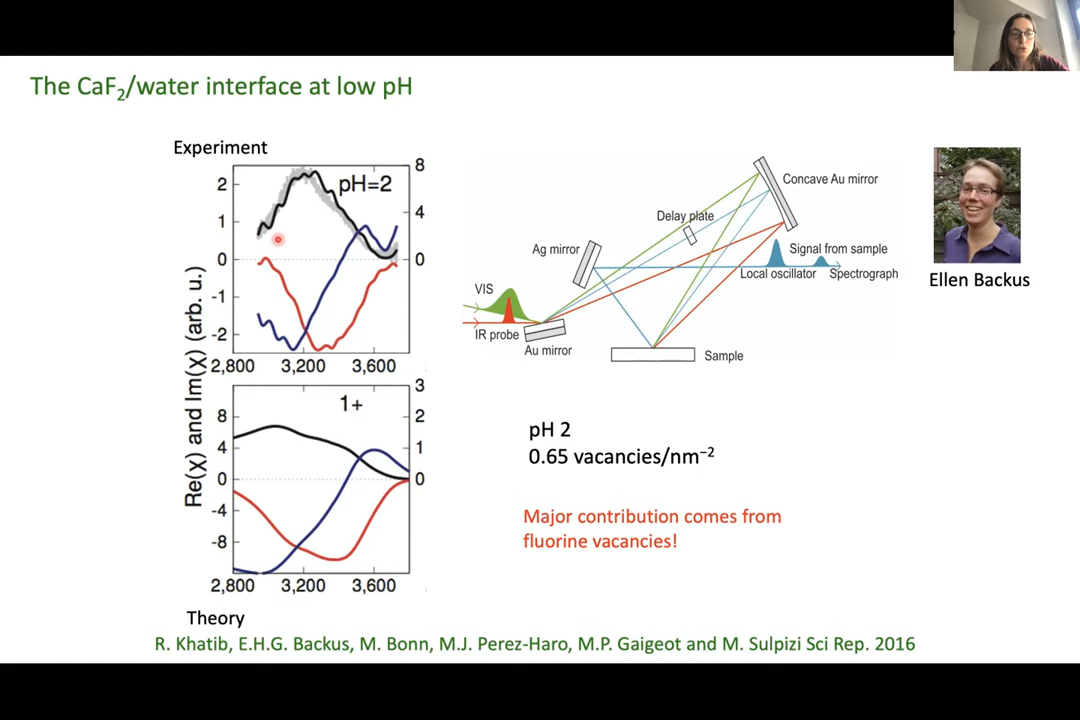 The CaF₂/water interface at low pH
Experiment
pH=2
2
1
0
-1
-2
8
4
0
2,800 3,200 3,600
Re(χ) and Im(χ) (arb. u.)
1+
8
4
0
-4
-8
3
2
1
0
2,800 3,200 3,600
Theory
Concave Au mirror
Delay plate
Ag mirror
Signal from sample
Local oscillator
Spectrograph
VIS
IR probe
Au mirror
Sample
Ellen Backus
pH 2
0.65 vacancies/nm⁻²
Major contribution comes from
fluorine vacancies!
R. Khatib, E.H.G. Backus, M. Bonn, M.J. Perez-Haro, M.P. Gaigeot and M. Sulpizi Sci Rep. 2016